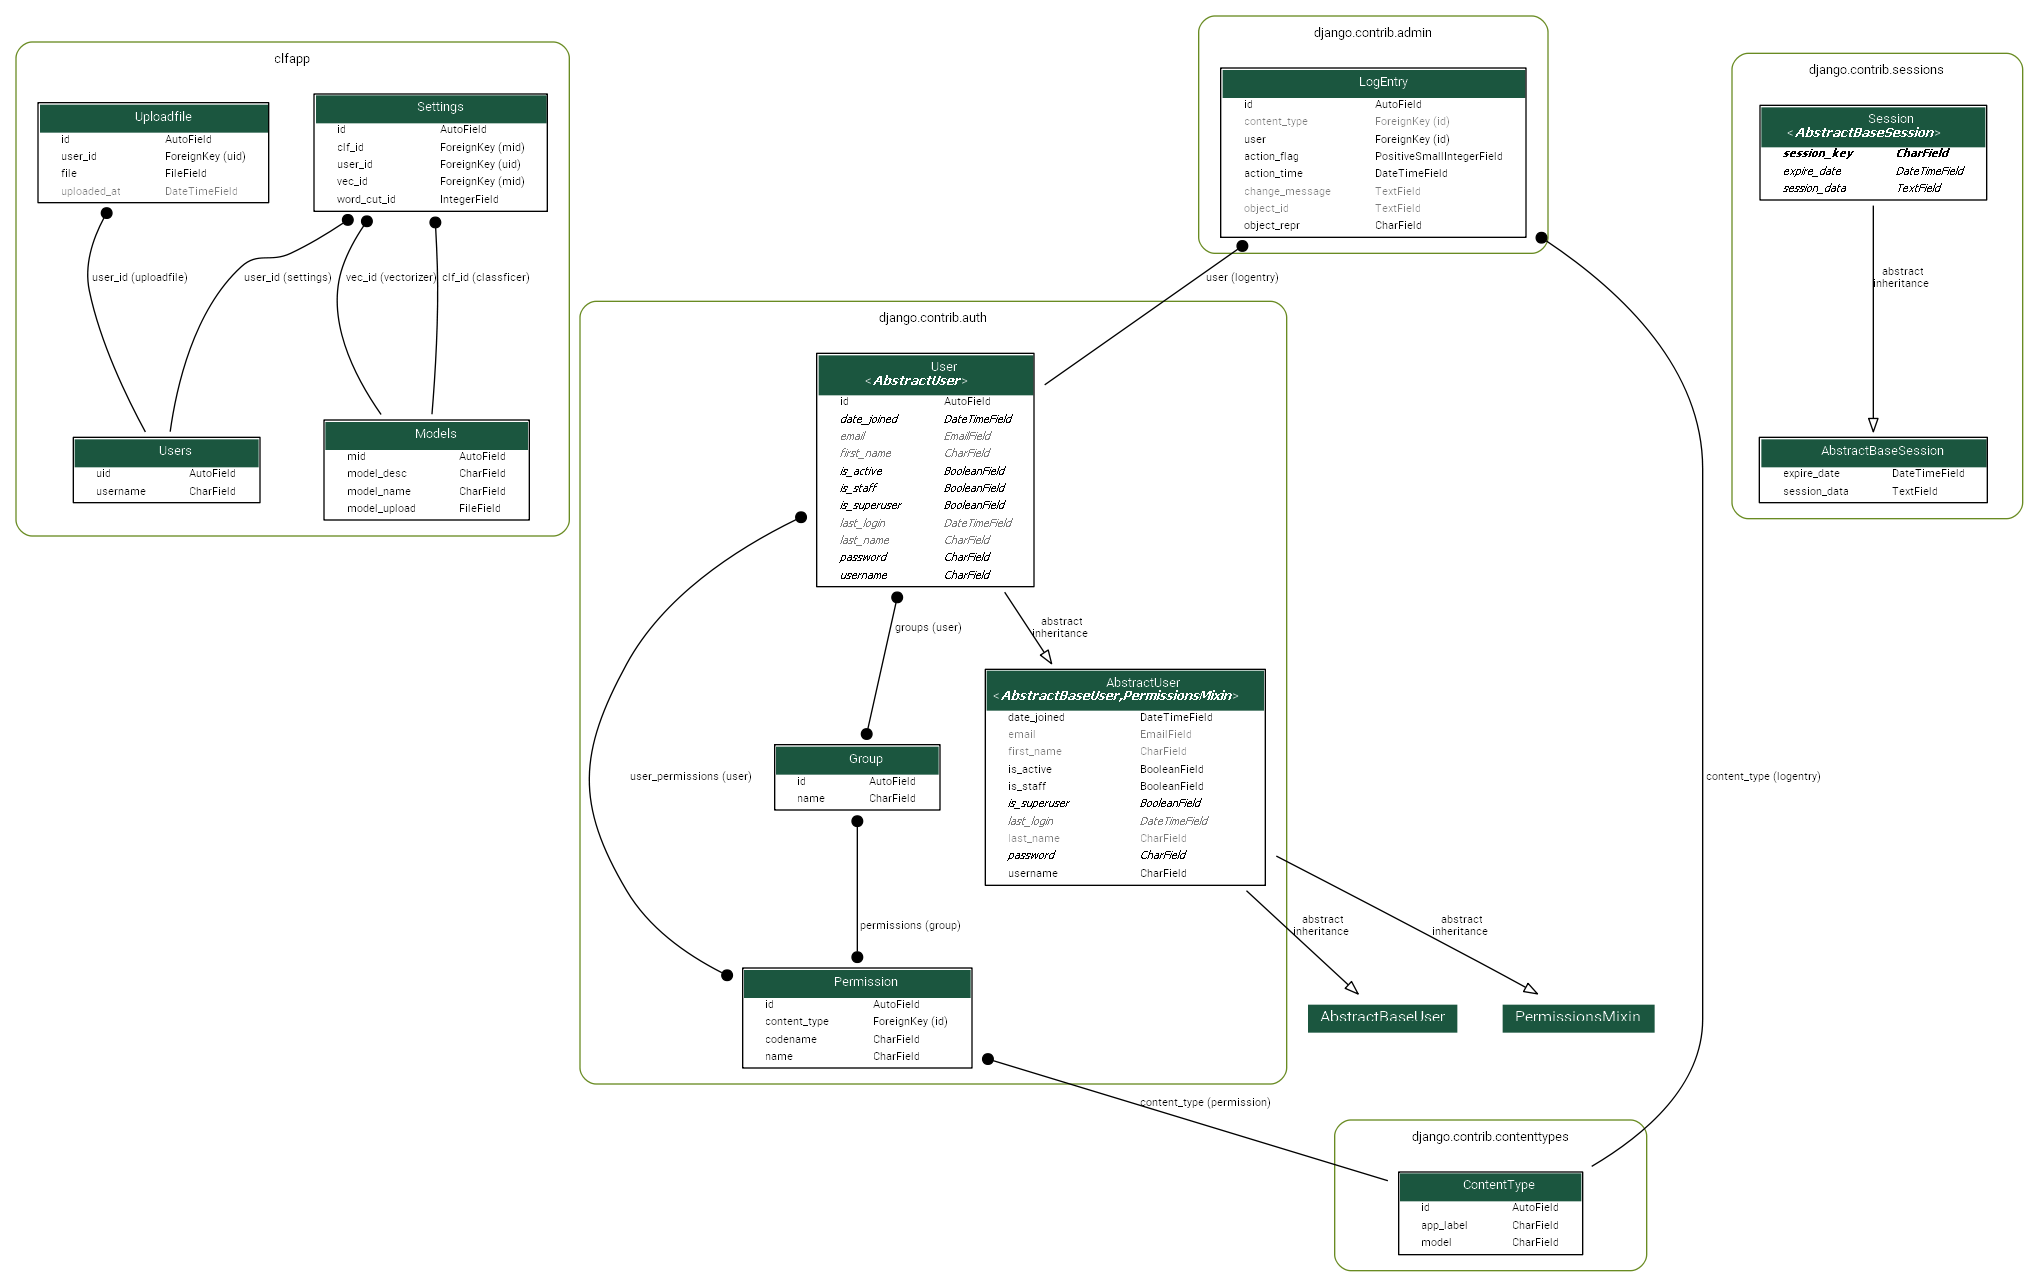 clfapp
Uploadfile
id AutoField
user_id ForeignKey (uid)
file FileField
uploaded_at DateTimeField
Settings
id AutoField
clf_id ForeignKey (mid)
user_id ForeignKey (uid)
vec_id ForeignKey (mid)
word_cut_id IntegerField
user_id (uploadfile)
user_id (settings)
vec_id (vectorizer)
clf_id (classficer)
Users
uid AutoField
username CharField
Models
mid AutoField
model_desc CharField
model_name CharField
model_upload FileField
django.contrib.admin
LogEntry
id AutoField
content_type ForeignKey (id)
user ForeignKey (id)
action_flag PositiveSmallIntegerField
action_time DateTimeField
change_message TextField
object_id TextField
object_repr CharField
user (logentry)
django.contrib.sessions
Session
<AbstractBaseSession>
session_key CharField
expire_date DateTimeField
session_data TextField
abstract
inheritance
AbstractBaseSession
expire_date DateTimeField
session_data TextField
django.contrib.auth
User
<AbstractUser>
id AutoField
date_joined DateTimeField
email EmailField
first_name CharField
is_active BooleanField
is_staff BooleanField
is_superuser BooleanField
last_login DateTimeField
last_name CharField
password CharField
username CharField
groups (user)
abstract
inheritance
AbstractUser
<AbstractBaseUser,PermissionsMixin>
date_joined DateTimeField
email EmailField
first_name CharField
is_active BooleanField
is_staff BooleanField
is_superuser BooleanField
last_login DateTimeField
last_name CharField
password CharField
username CharField
Group
id AutoField
name CharField
user_permissions (user)
content_type (logentry)
permissions (group)
abstract
inheritance
abstract
inheritance
Permission
id AutoField
content_type ForeignKey (id)
codename CharField
name CharField
AbstractBaseUser
PermissionsMixin
content_type (permission)
django.contrib.contenttypes
ContentType
id AutoField
app_label CharField
model CharField